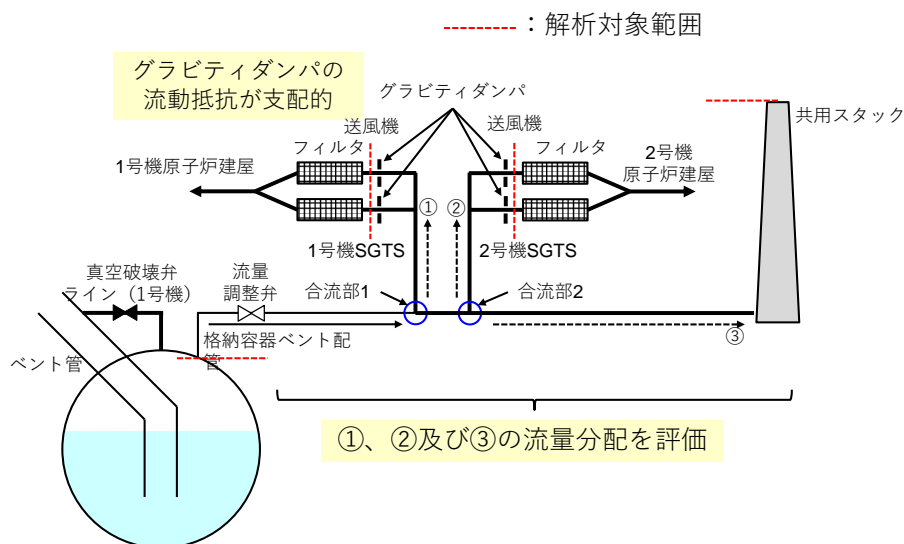 ：解析対象範囲
グラビティダンパの
流動抵抗が支配的
グラビティダンパ
共用スタック
送風機
送風機
フィルタ
フィルタ
1号機原子炉建屋
2号機
原子炉建屋
①
②
1号機SGTS
2号機SGTS
真空破壊弁
ライン（1号機）
流量
調整弁
合流部1
合流部2
格納容器ベント配
管
③
ベント管
①、②及び③の流量分配を評価